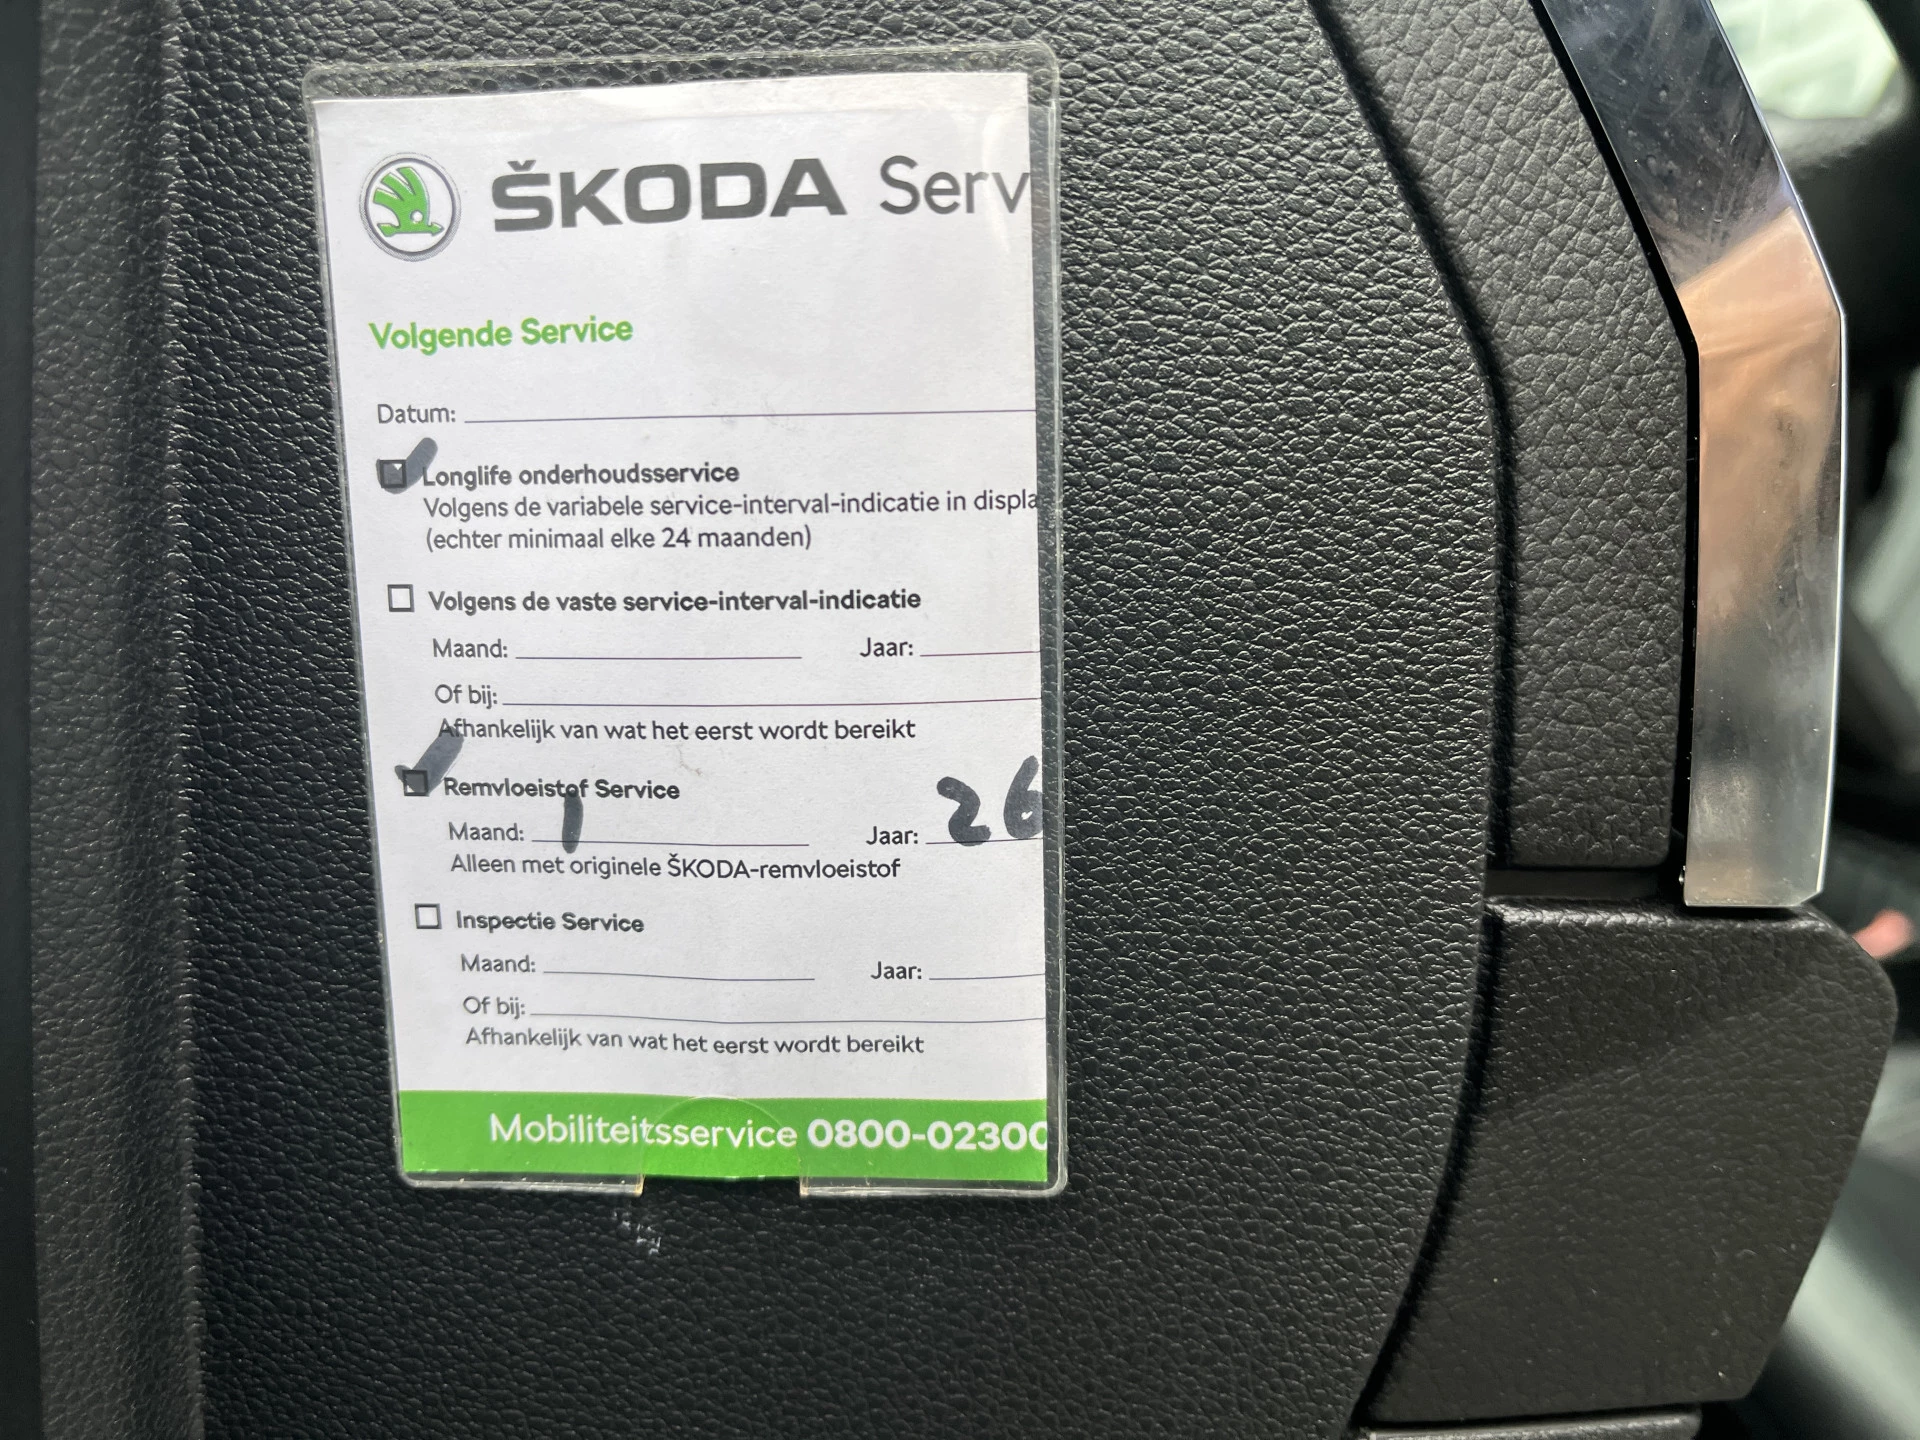 ŠKODA Serv
Volgende Service
Datum:
Longlife onderhoudsservice
Volgens de variabele service-interval-indicatie in displa
(echter minimaal elke 24 maanden)
Volgens de vaste service-interval-indicatie
Maand: Jaar:
Of bij:
Afhankelijk van wat het eerst wordt bereikt
Remvloeistof Service
Maand: 1 Jaar: 26
Alleen met originele ŠKODA-remvloeistof
Inspectie Service
Maand: Jaar:
Of bij:
Afhankelijk van wat het eerst wordt bereikt
Mobiliteitsservice 0800-02300